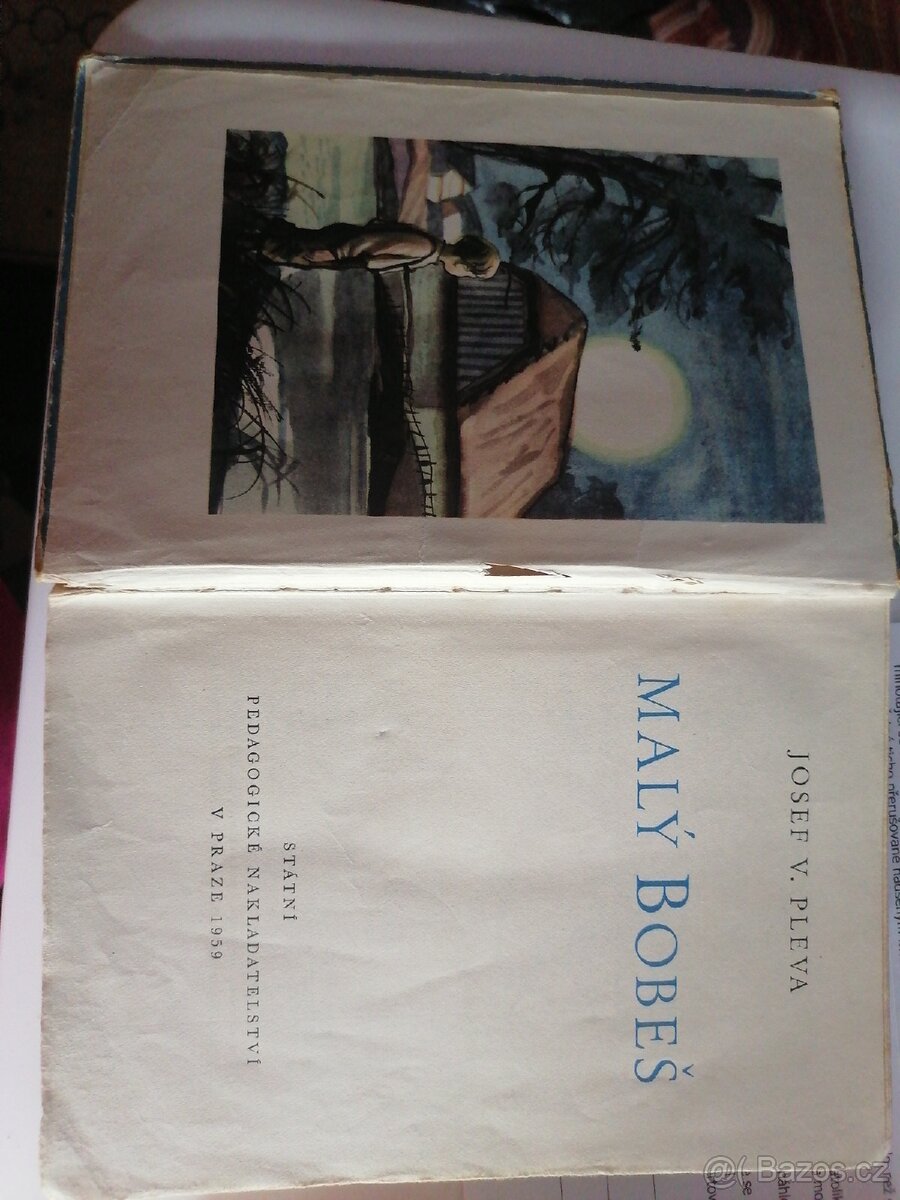 JOSEF V. PLEVA
MALÝ BOBEŠ
STÁTNÍ
PEDAGOGICKÉ NAKLADATELSTVÍ
V PRAZE 1959
@ Bazos.cz